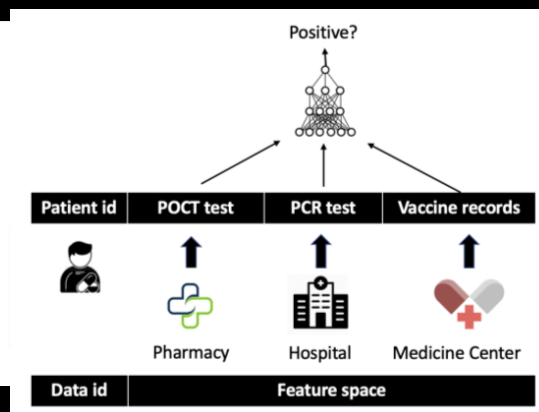 Positive?
Patient id POCT test PCR test Vaccine records
Pharmacy Hospital Medicine Center
Data id Feature space